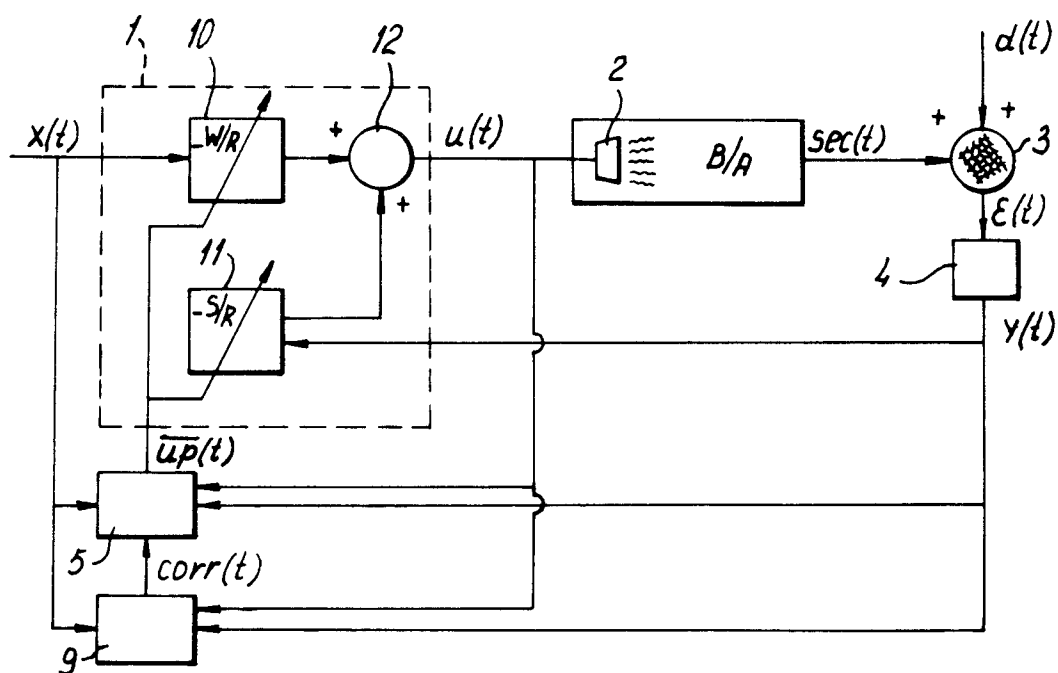 1
10
12
2
d(t)
x(t)
-W/R
+
u(t)
B/A
sec(t)
+
+
3
+
ε(t)
11
-S/R
4
y(t)
up(t)
5
corr(t)
9